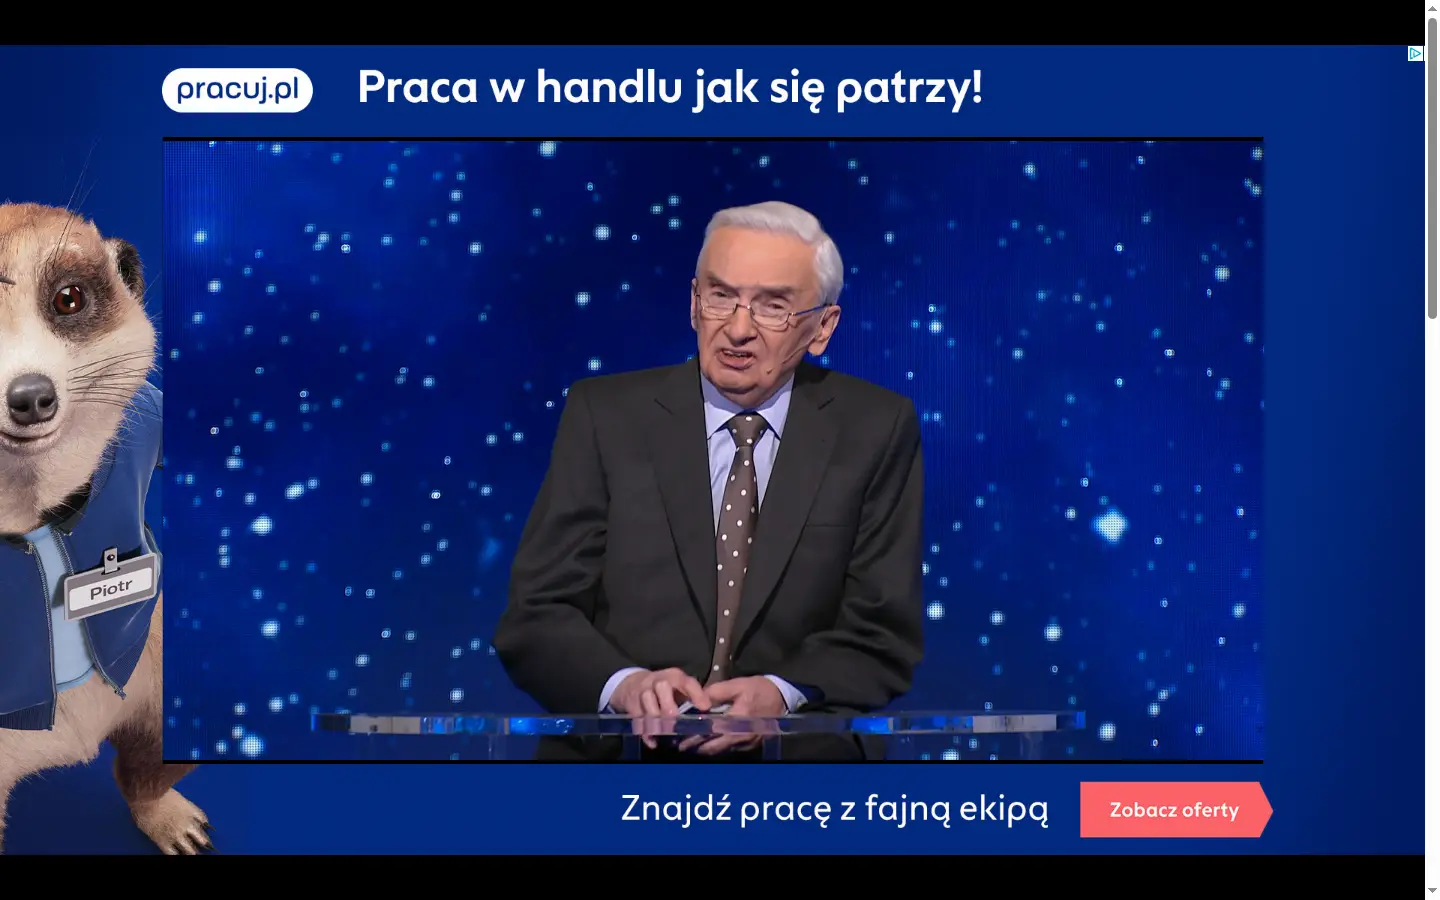 pracuj.pl
Praca w handlu jak się patrzy!
Piotr
Znajdź pracę z fajną ekipą
Zobacz oferty